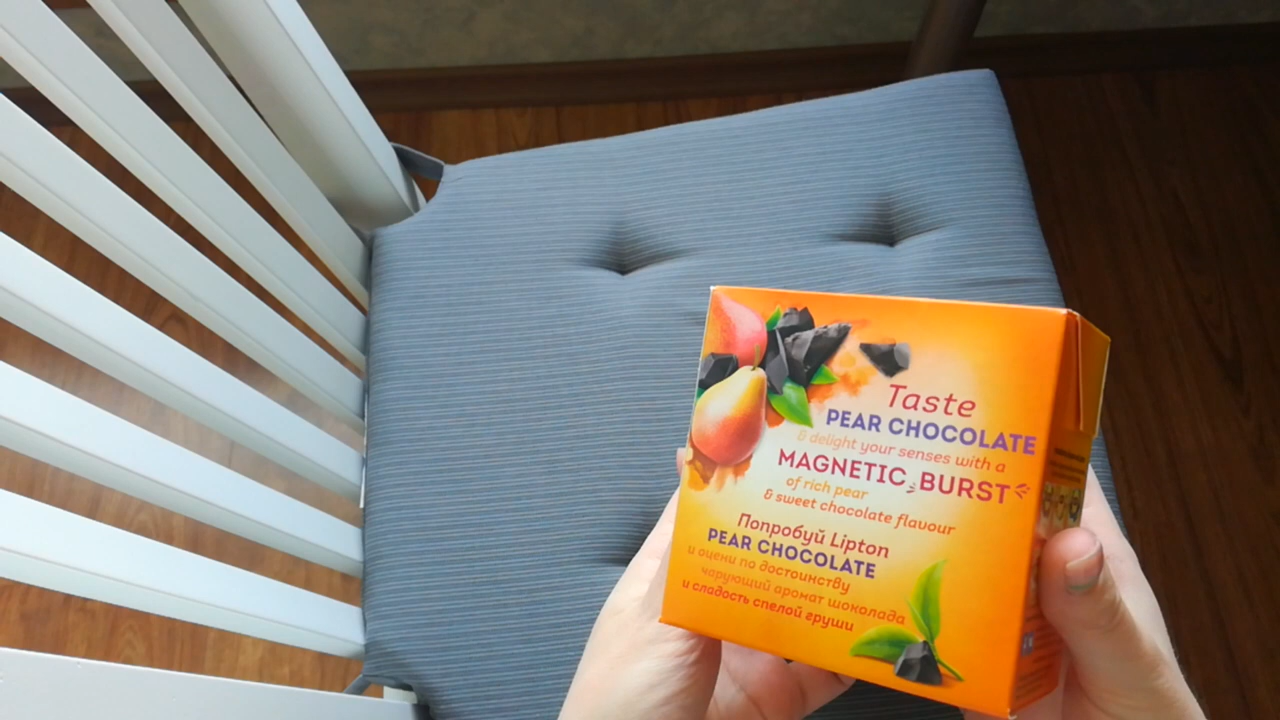 Taste
PEAR CHOCOLATE
& delight your senses with a
MAGNETIC BURST
of rich pear
& sweet chocolate flavour
Попробуй Lipton
PEAR CHOCOLATE
и оцени по достоинству
чарующий аромат шоколада
и сладость спелой груши